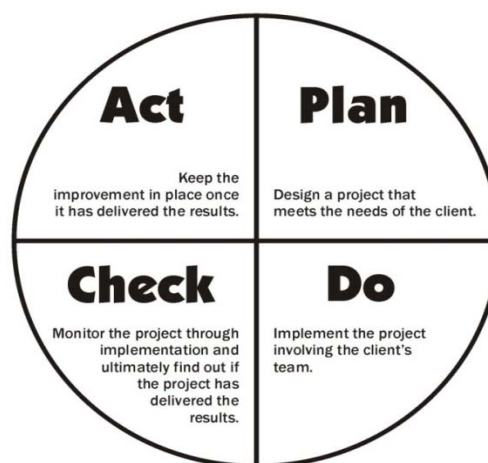 Act
Keep the
improvement in place once
it has delivered the results.
Plan
Design a project that
meets the needs of the client.
Check
Monitor the project through
implementation and
ultimately find out if
the project has
delivered the
results.
Do
Implement the project
involving the client's
team.